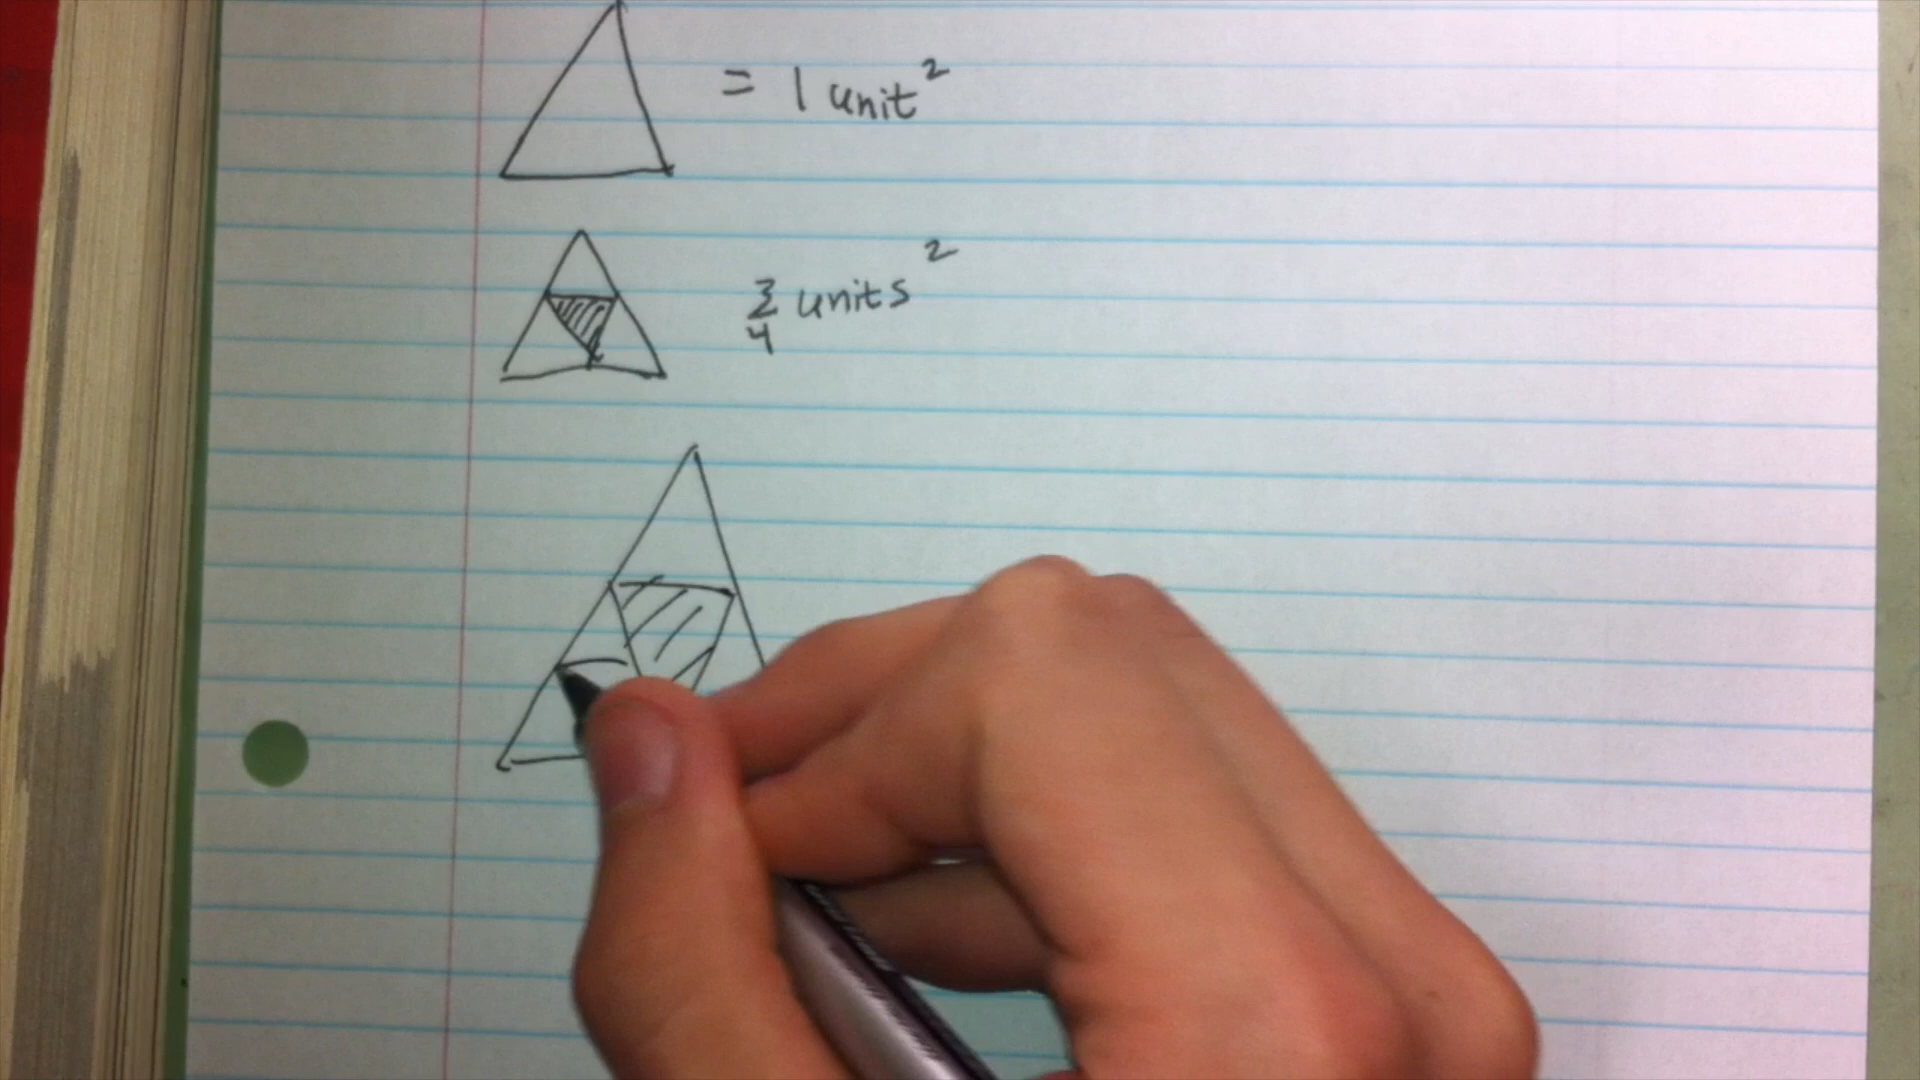 = 1 unit²
3/4 units²